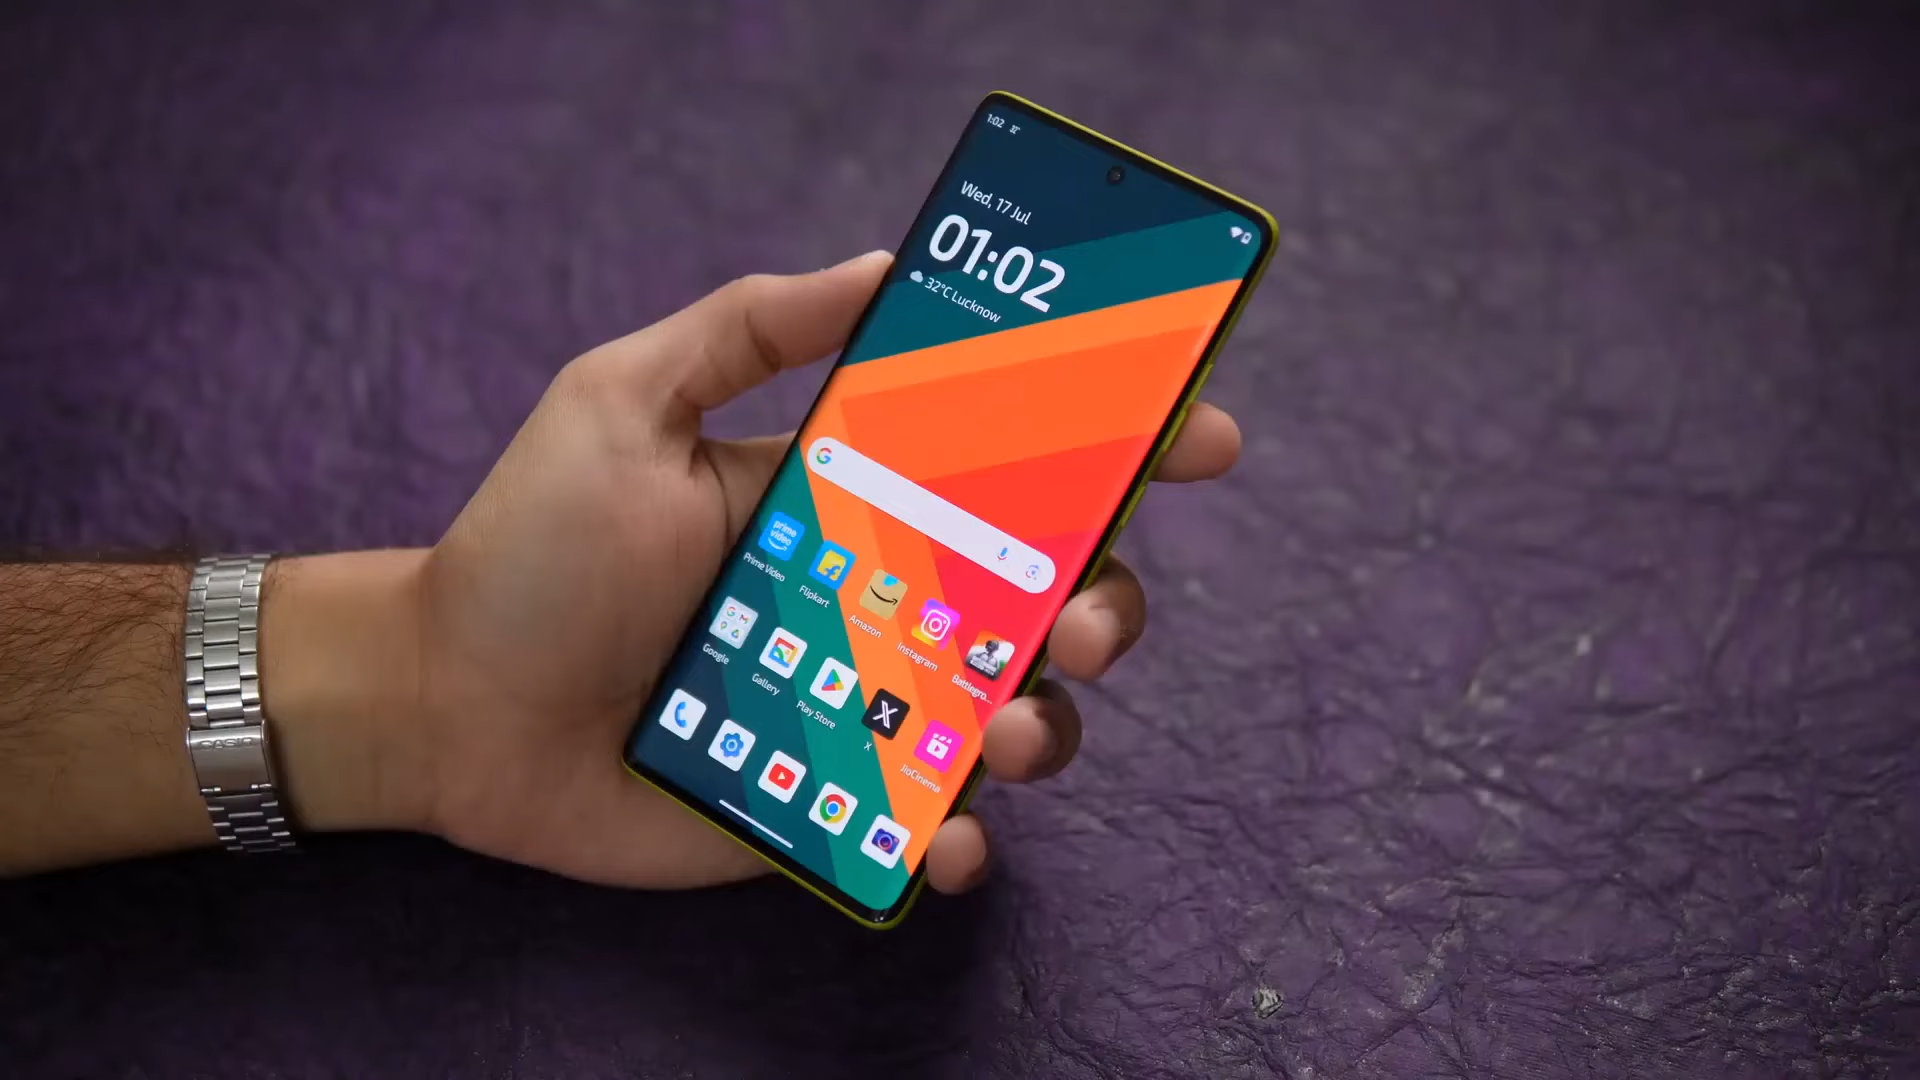 1:02
Wed, 17 Jul
01:02
32°C Lucknow
G
prime video
Prime Video
Flipkart
Amazon
Instagram
Battlegro...
Google
Gallery
Play Store
X
JioCinema
CASIO